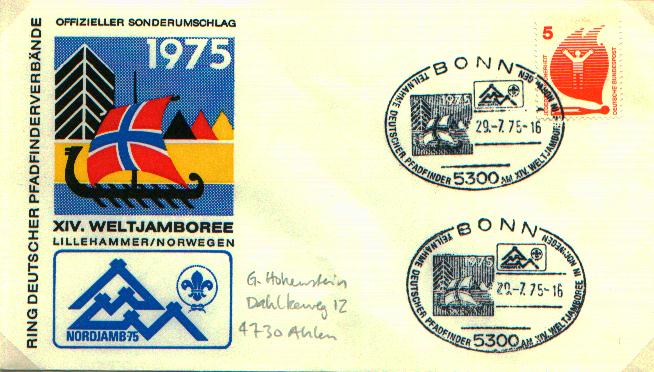 OFFIZIELLER SONDERUMSCHLAG
RING DEUTSCHER PFADFINDERVERBÄNDE
1975
XIV. WELTJAMBOREE
LILLEHAMMER/NORWEGEN
NORDJAMB-75
G. Hohenstein
Dahlkeweg 12
4730 Ahlen
5
DEUTSCHE BUNDESPOST
BONN
1975
29.-7.75-16
TEILNAHME DEUTSCHER PFADFINDER AM XIV. WELTJAMBOREE IN NORWEGEN
5300
BONN
1975
29.-7.75-16
TEILNAHME DEUTSCHER PFADFINDER AM XIV. WELTJAMBOREE IN NORWEGEN
5300